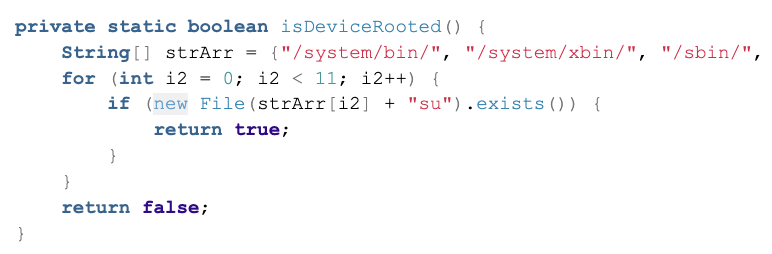 private static boolean isDeviceRooted() {
    String[] strArr = {"/system/bin/", "/system/xbin/", "/sbin/",
    for (int i2 = 0; i2 < 11; i2++) {
        if (new File(strArr[i2] + "su").exists()) {
            return true;
        }
    }
    return false;
}